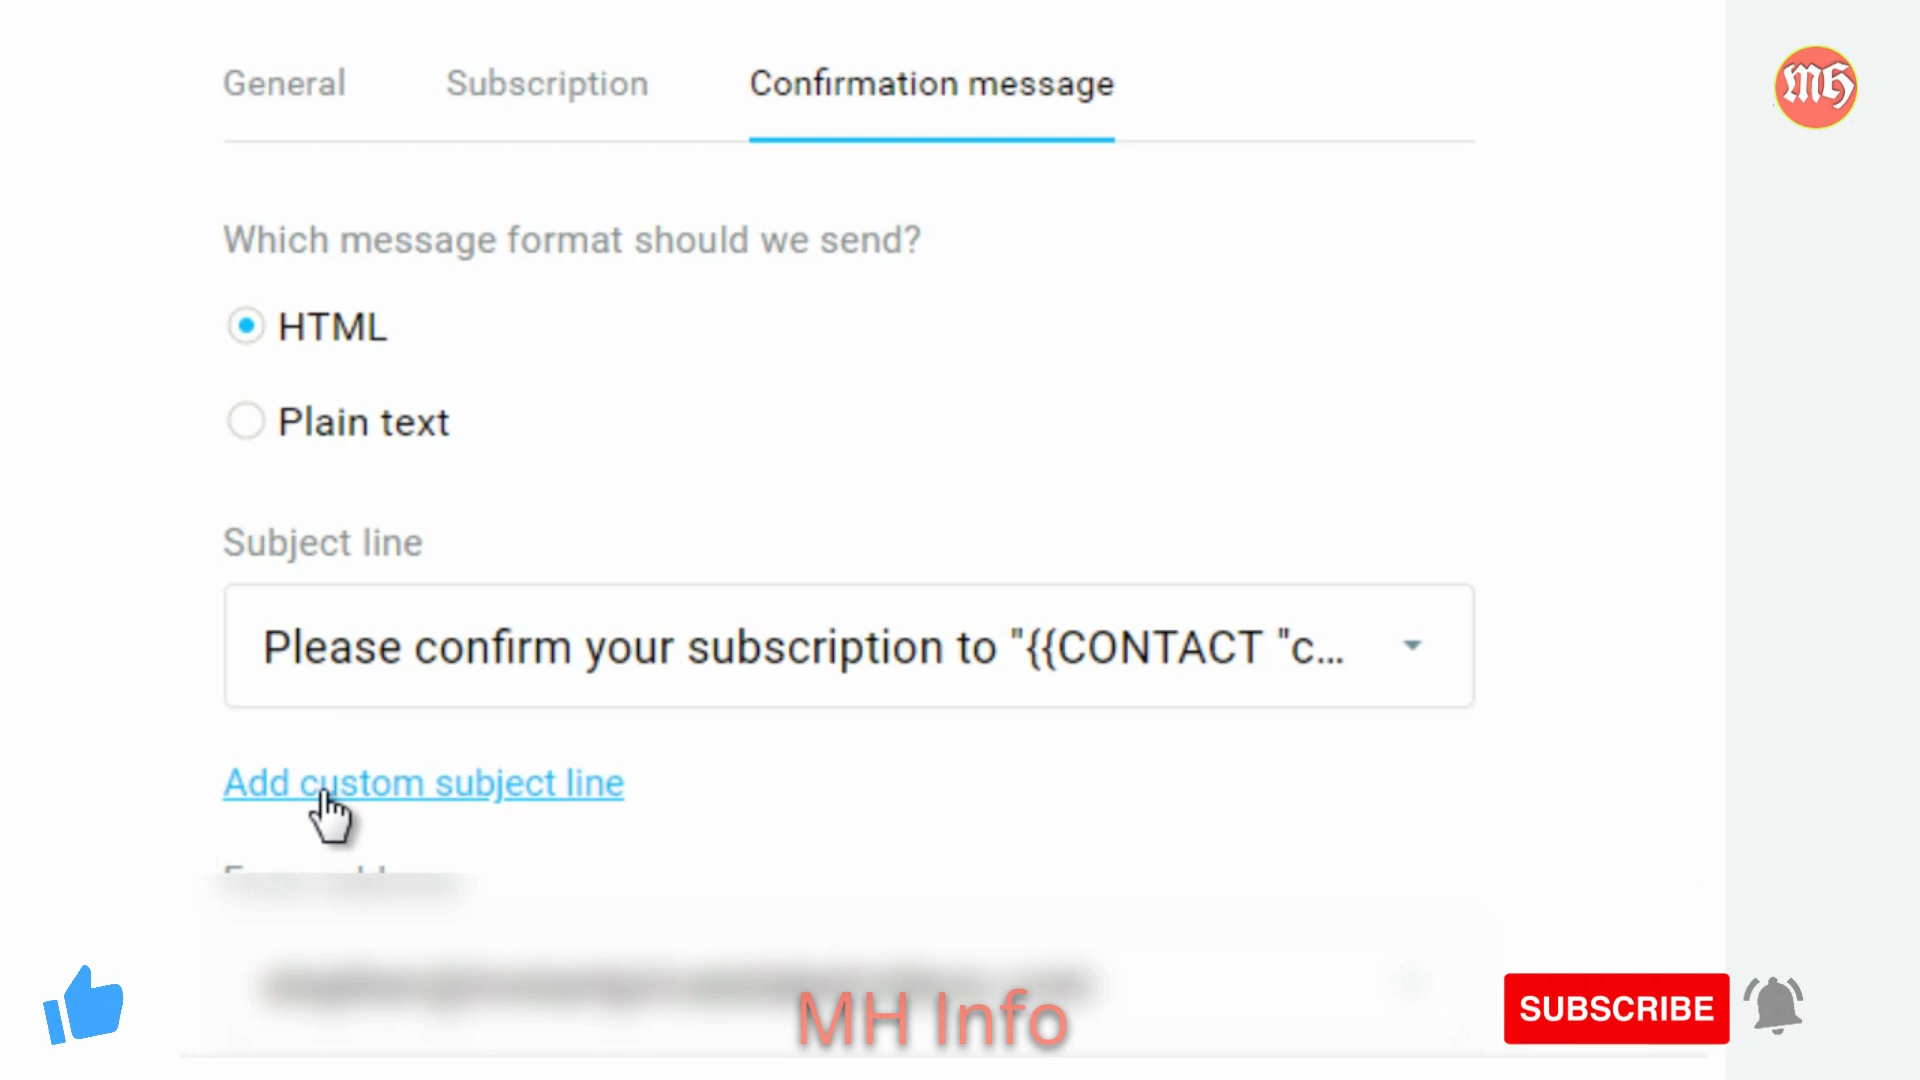 General Subscription Confirmation message
MH
Which message format should we send?
HTML
Plain text
Subject line
Please confirm your subscription to "{{CONTACT "c...
Add custom subject line
MH Info
SUBSCRIBE